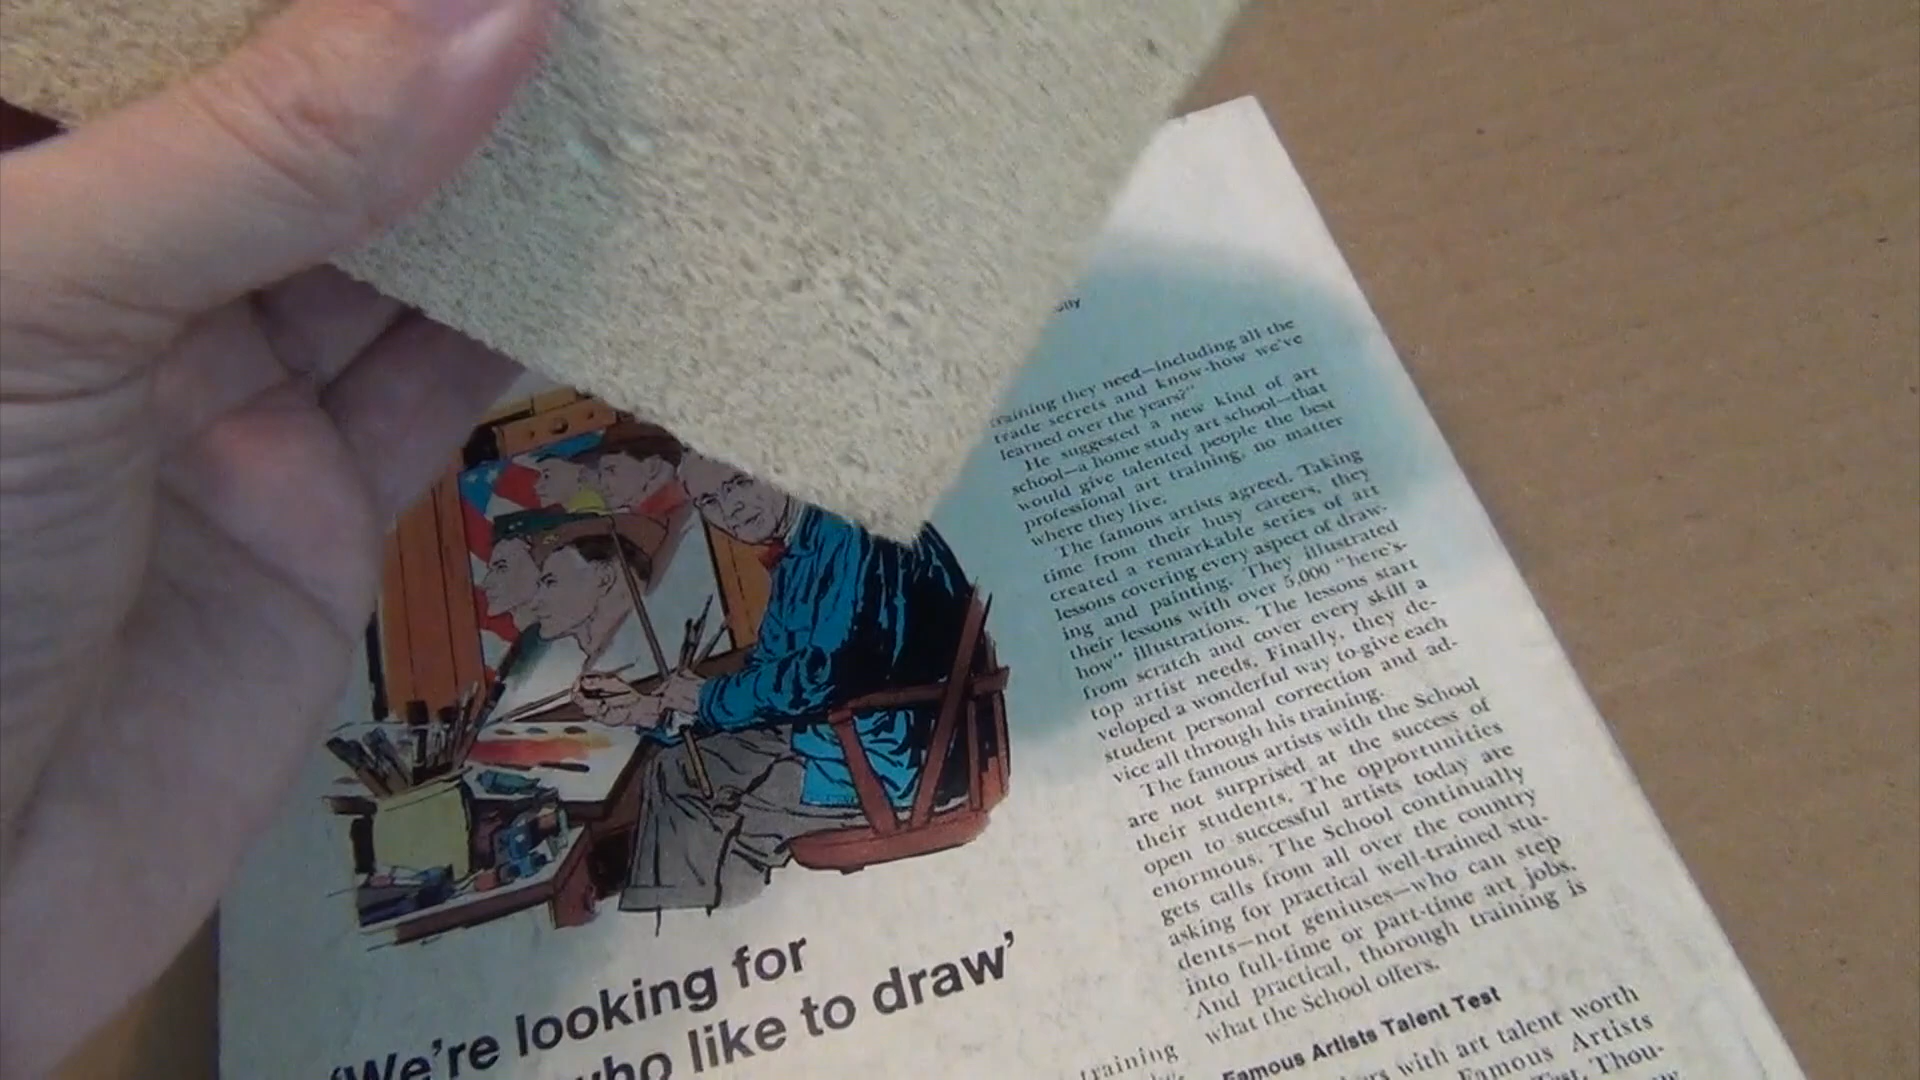 'We're looking for
who like to draw'
training they need—including all the
trade secrets and know-how we've
learned over the years?"
He suggested a new kind of art
school—a home study art school—that
would give talented people the best
professional art training, no matter
where they live.
The famous artists agreed. Taking
time from their busy careers, they
created a remarkable series of art
lessons covering every aspect of draw-
ing and painting. They illustrated
their lessons with over 5,000 "here's-
how" illustrations. The lessons start
from scratch and cover every skill a
top artist needs. Finally, they de-
veloped a wonderful way to give each
student personal correction and ad-
vice all through his training.
The famous artists with the School
are not surprised at the success of
their students. The opportunities
open to successful artists today are
enormous. The School continually
gets calls from all over the country
asking for practical well-trained stu-
dents—not geniuses—who can step
into full-time or part-time art jobs.
And practical, thorough training is
what the School offers.
Famous Artists Talent Test
with art talent worth
Famous Artists
Test. Thou-
training